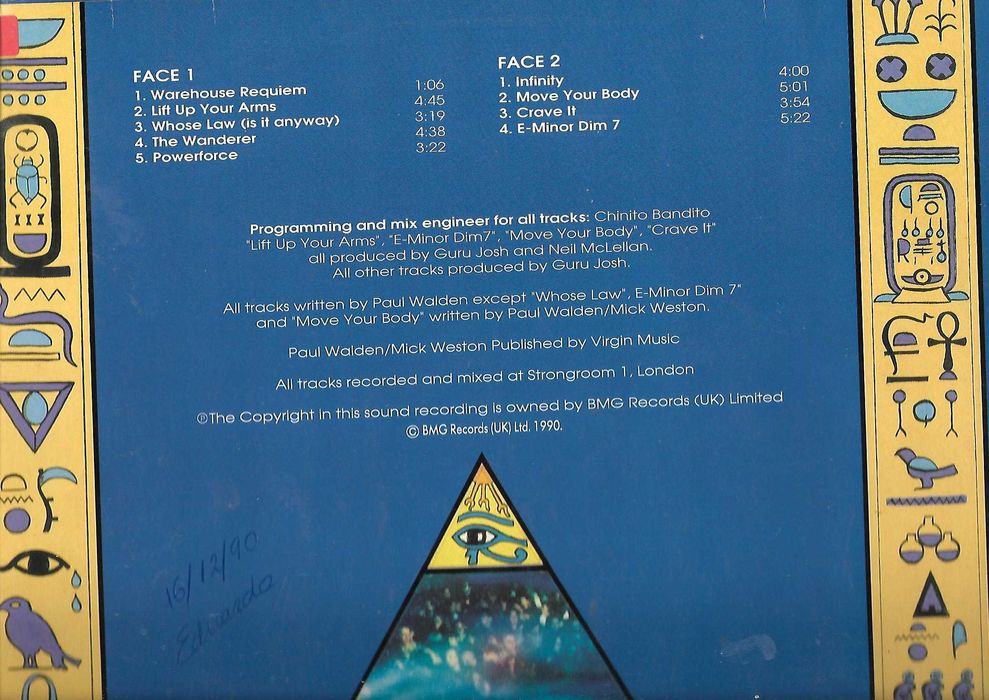 FACE 1
1. Warehouse Requiem 1:06
2. Lift Up Your Arms 4:45
3. Whose Law (is it anyway) 3:19
4. The Wanderer 4:38
5. Powerforce 3:22
FACE 2
1. Infinity 4:00
2. Move Your Body 5:01
3. Crave It 3:54
4. E-Minor Dim 7 5:22
Programming and mix engineer for all tracks: Chinito Bandito
"Lift Up Your Arms", "E-Minor Dim7", "Move Your Body", "Crave It"
all produced by Guru Josh and Neil McLellan.
All other tracks produced by Guru Josh.
All tracks written by Paul Walden except "Whose Law", E-Minor Dim 7"
and "Move Your Body" written by Paul Walden/Mick Weston.
Paul Walden/Mick Weston Published by Virgin Music
All tracks recorded and mixed at Strongroom 1, London
℗The Copyright in this sound recording is owned by BMG Records (UK) Limited
© BMG Records (UK) Ltd. 1990.
16/12/90
Eduardo